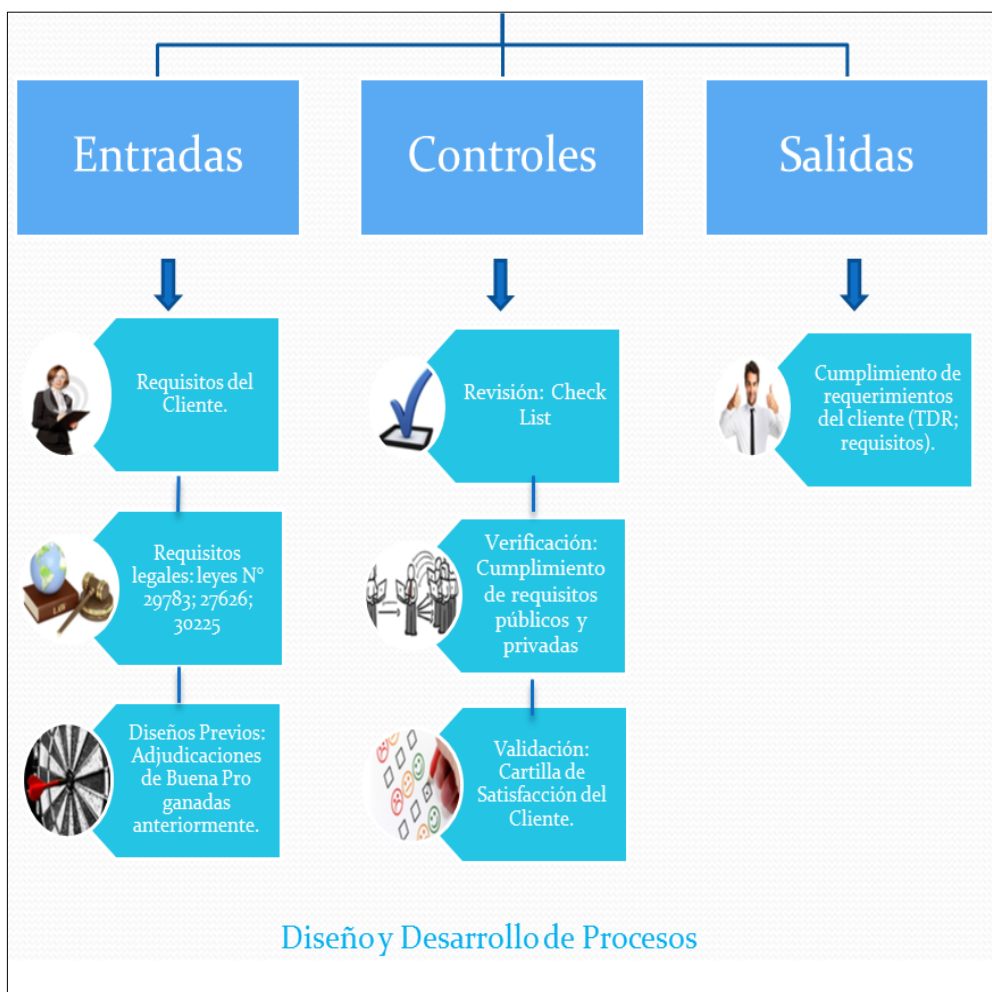 Entradas
Controles
Salidas
Requisitos del
Cliente.
Requisitos
legales: leyes N°
29783; 27626;
30225
Diseños Previos:
Adjudicaciones
de Buena Pro
ganadas
anteriormente.
Revisión: Check
List
Verificación:
Cumplimiento
de requisitos
públicos y
privadas
Validación:
Cartilla de
Satisfacción del
Cliente.
Cumplimiento de
requerimientos
del cliente (TDR;
requisitos).
LAW
Diseño y Desarrollo de Procesos